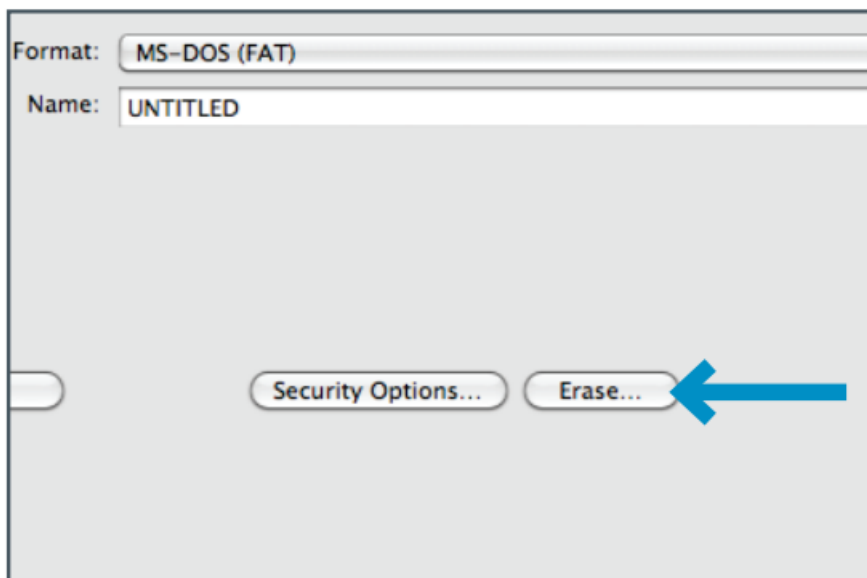 Format: MS-DOS (FAT)
Name: UNTITLED
Security Options... Erase...